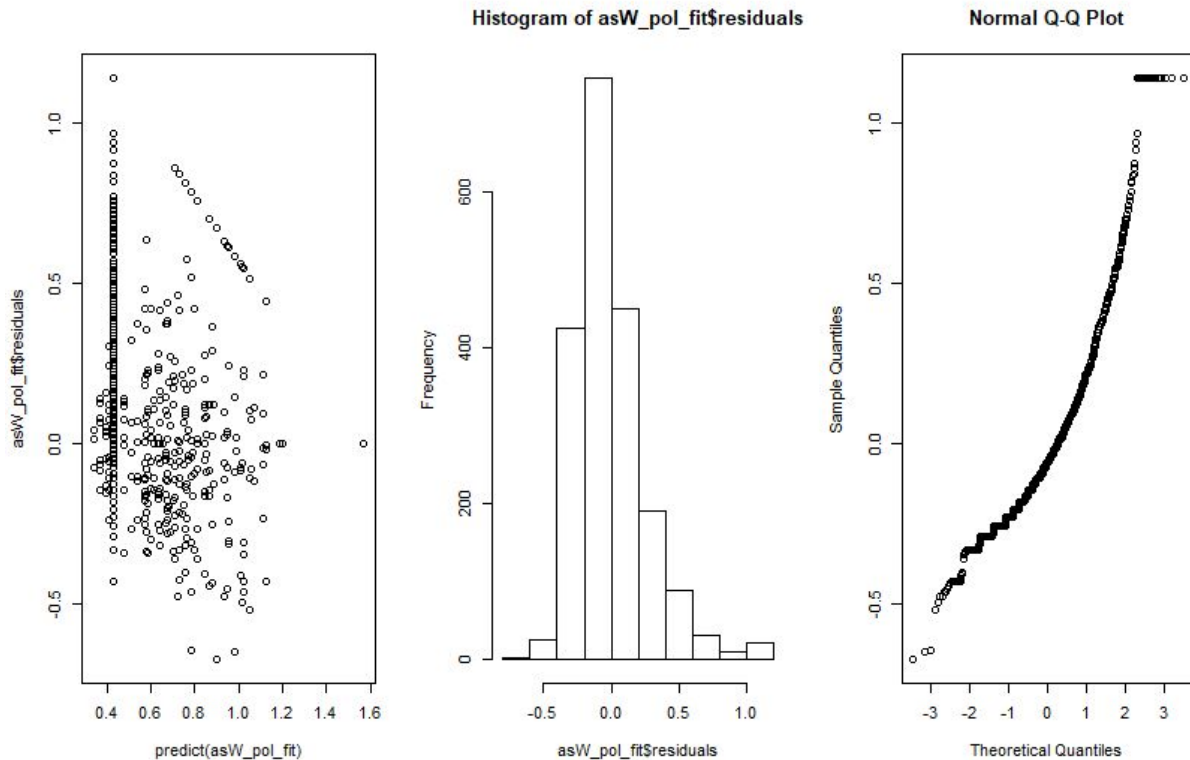 Histogram of asW_pol_fit$residuals
Normal Q-Q Plot
asW_pol_fit$residuals
1.0
0.5
0.0
-0.5
0.4 0.6 0.8 1.0 1.2 1.4 1.6
predict(asW_pol_fit)
Frequency
600
400
200
0
-0.5 0.0 0.5 1.0
asW_pol_fit$residuals
Sample Quantiles
1.0
0.5
0.0
-0.5
-3 -2 -1 0 1 2 3
Theoretical Quantiles